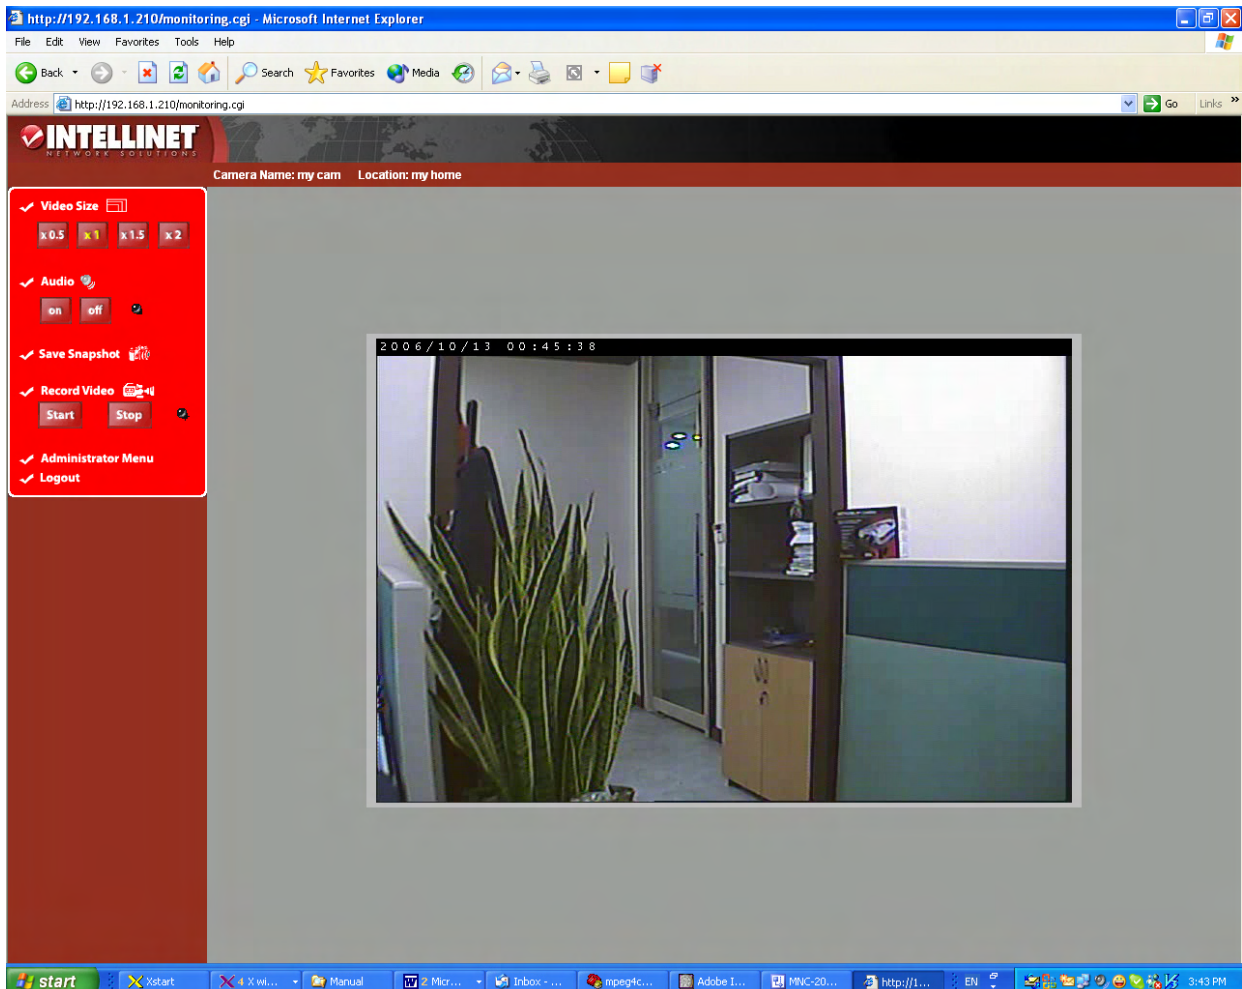 http://192.168.1.210/monitoring.cgi - Microsoft Internet Explorer
File Edit View Favorites Tools Help
Back Search Favorites Media
Address http://192.168.1.210/monitoring.cgi Go Links »
INTELLINET
NETWORK SOLUTIONS
Camera Name: my cam Location: my home
Video Size
x 0.5 x 1 x 1.5 x 2
Audio
on off
Save Snapshot
Record Video
Start Stop
Administrator Menu
Logout
2006/10/13 00:45:38
start Xstart 4 X wi... Manual 2 Micr... Inbox - ... mpeg4c... Adobe I... MNC-20... http://1... EN 3:43 PM